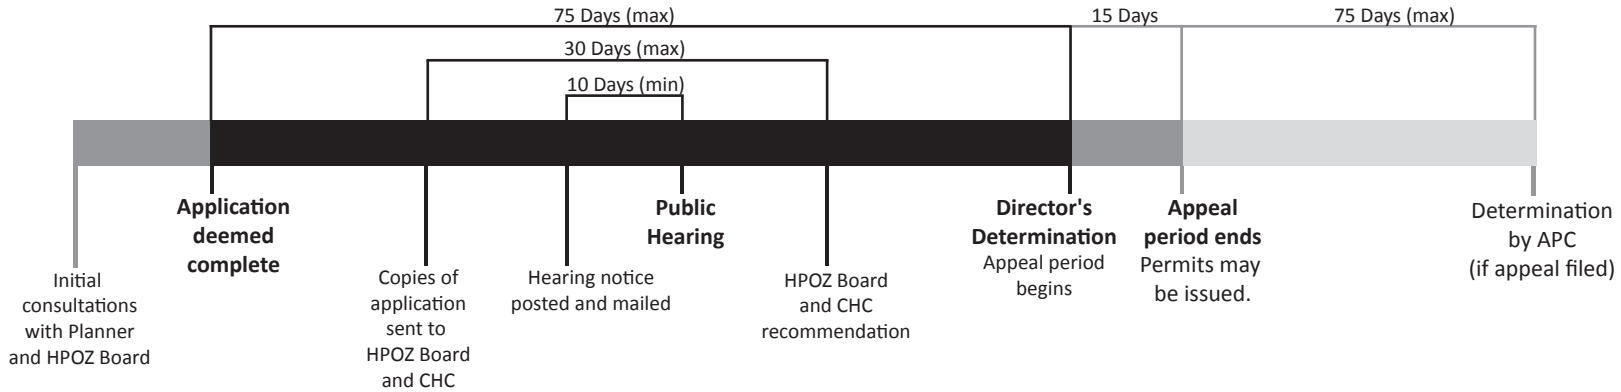 75 Days (max)
15 Days
75 Days (max)
30 Days (max)
10 Days (min)
Initial
consultations
with Planner
and HPOZ Board
Application
deemed
complete
Copies of
application
sent to
HPOZ Board
and CHC
Hearing notice
posted and mailed
Public
Hearing
HPOZ Board
and CHC
recommendation
Director's
Determination
Appeal period
begins
Appeal
period ends
Permits may
be issued.
Determination
by APC
(if appeal filed)